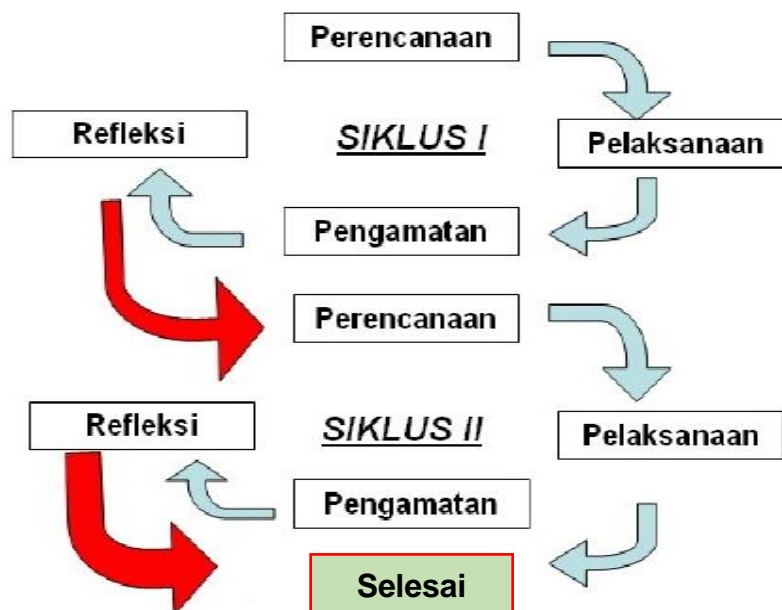 Perencanaan
Refleksi
SIKLUS I
Pelaksanaan
Pengamatan
Perencanaan
Refleksi
SIKLUS II
Pelaksanaan
Pengamatan
Selesai